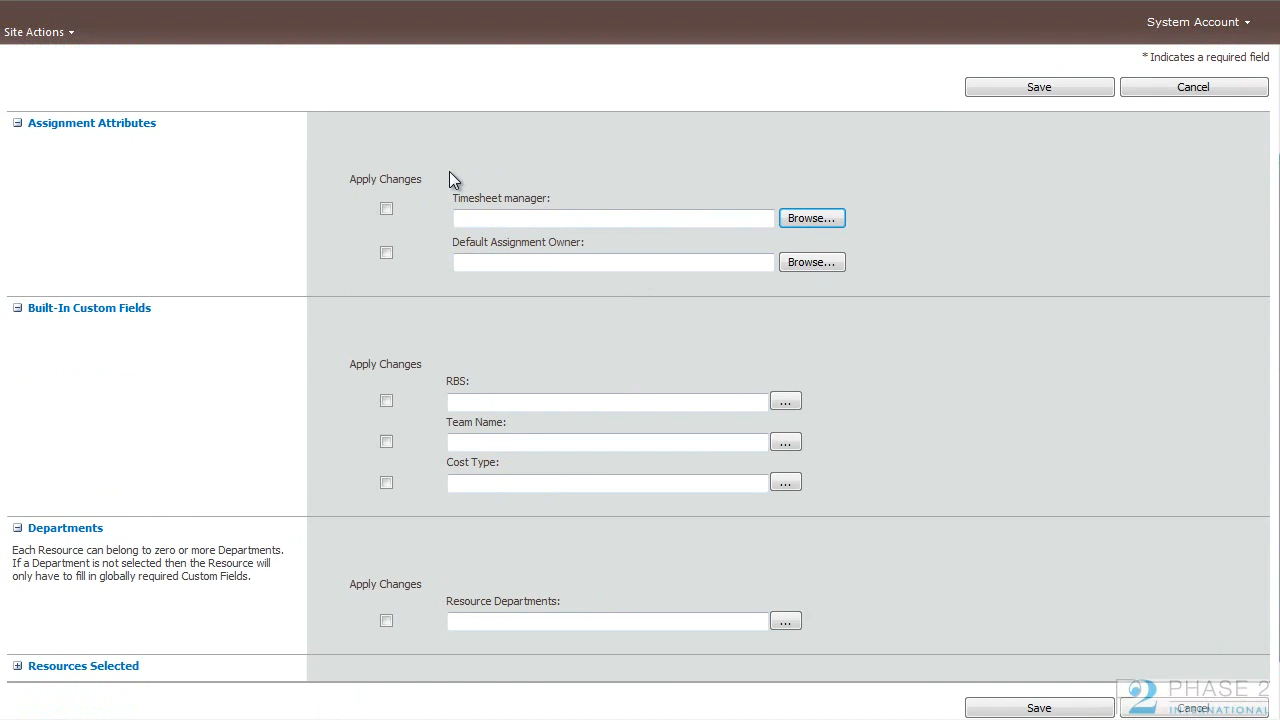 System Account
Site Actions
* Indicates a required field
Save Cancel
Assignment Attributes
Apply Changes
Timesheet manager:
Browse...
Default Assignment Owner:
Browse...
Built-In Custom Fields
Apply Changes
RBS:
...
Team Name:
...
Cost Type:
...
Departments
Each Resource can belong to zero or more Departments.
If a Department is not selected then the Resource will
only have to fill in globally required Custom Fields.
Apply Changes
Resource Departments:
...
Resources Selected
Save Cancel
2 PHASE 2
INTERNATIONAL